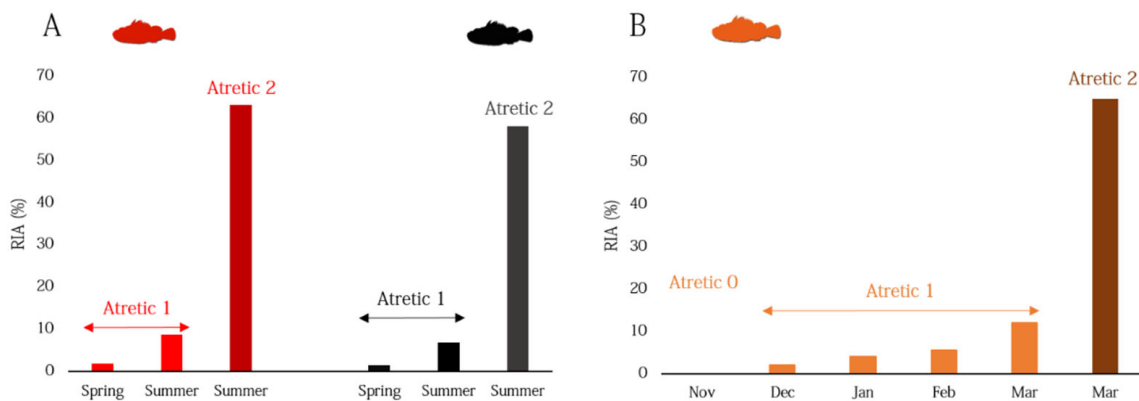 A
RIA (%)
70
60
50
40
30
20
10
0
Atretic 1
Atretic 2
Atretic 1
Atretic 2
Spring Summer Summer Spring Summer Summer
B
RIA (%)
70
60
50
40
30
20
10
0
Atretic 0
Atretic 1
Atretic 2
Nov Dec Jan Feb Mar Mar